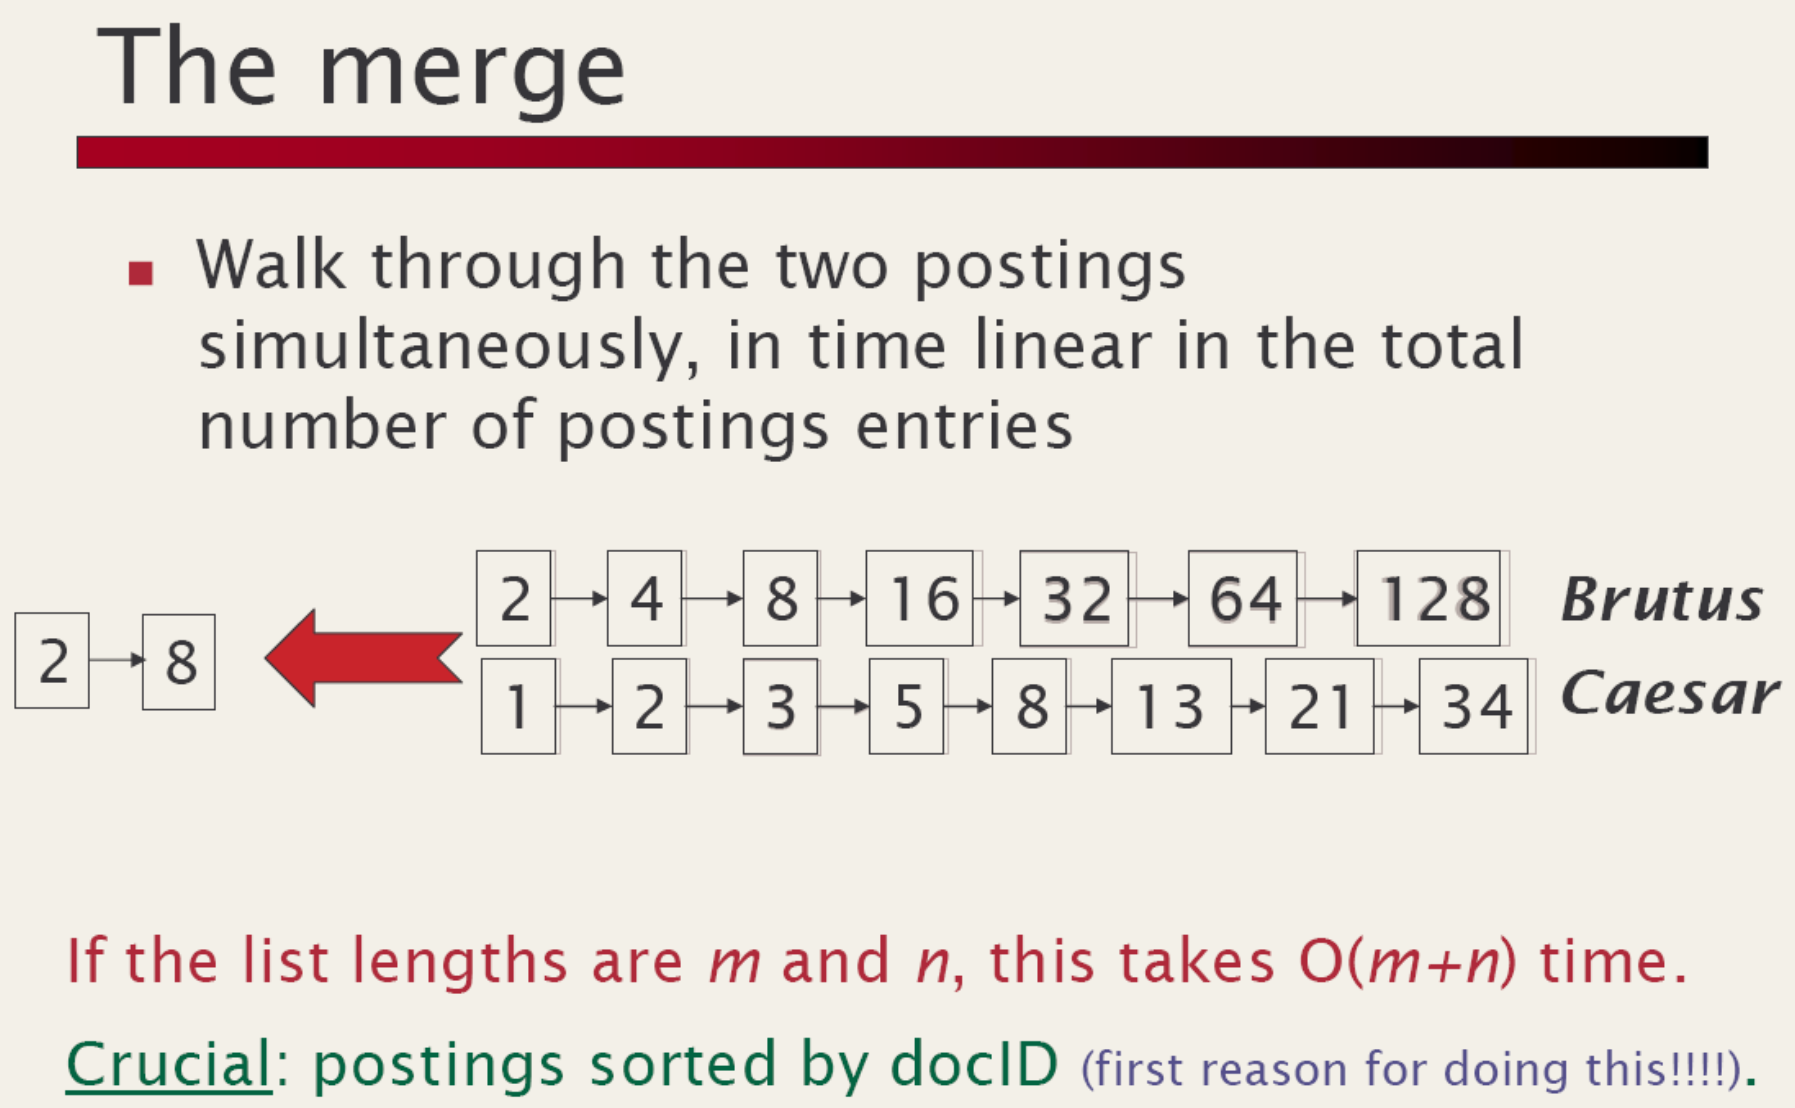 The merge
Walk through the two postings
simultaneously, in time linear in the total
number of postings entries
2 4 8 16 32 64 128 Brutus
2 8
1 2 3 5 8 13 21 34 Caesar
If the list lengths are m and n, this takes O(m+n) time.
Crucial: postings sorted by docID (first reason for doing this!!!!).